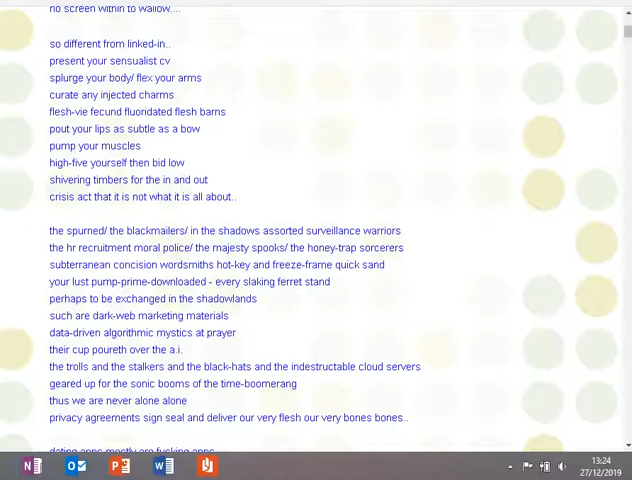 no screen within to wallow....
so different from linked-in..
present your sensualist cv
splurge your body/ flex your arms
curate any injected charms
flesh-vie fecund fluoridated flesh barns
pout your lips as subtle as a bow
pump your muscles
high-five yourself then bid low
shivering timbers for the in and out
crisis act that it is not what it is all about..
the spurned/ the blackmailers/ in the shadows assorted surveillance warriors
the hr recruitment moral police/ the majesty spooks/ the honey-trap sorcerers
subterranean concision wordsmiths hot-key and freeze-frame quick sand
your lust pump-prime-downloaded - every slaking ferret stand
perhaps to be exchanged in the shadowlands
such are dark-web marketing materials
data-driven algorithmic mystics at prayer
their cup poureth over the a.i.
the trolls and the stalkers and the black-hats and the indestructable cloud servers
geared up for the sonic booms of the time-boomerang
thus we are never alone alone
privacy agreements sign seal and deliver our very flesh our very bones bones..
dating apps mostly are fucking apps
13:24
27/12/2019